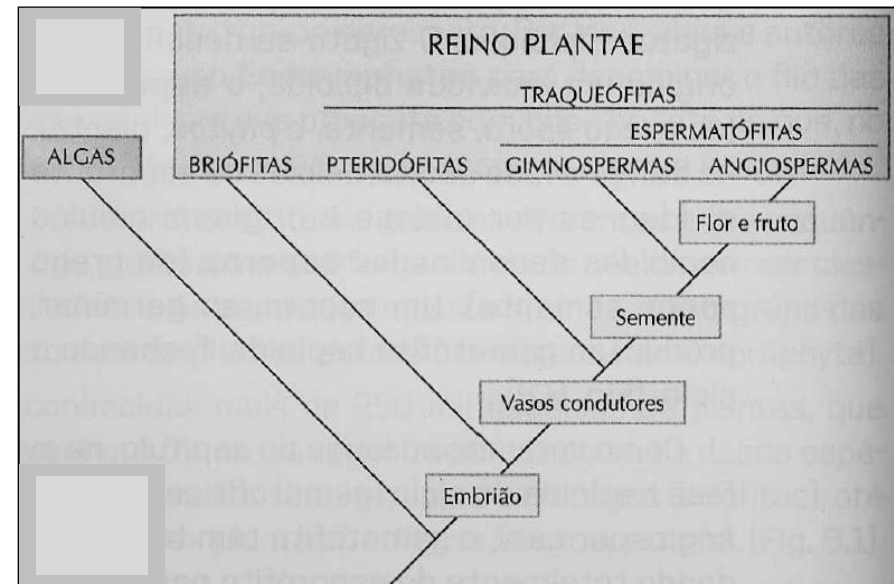 REINO PLANTAE
TRAQUEÓFITAS
ESPERMATÓFITAS
ALGAS BRIÓFITAS PTERIDÓFITAS GIMNOSPERMAS ANGIOSPERMAS
Flor e fruto
Semente
Vasos condutores
Embrião